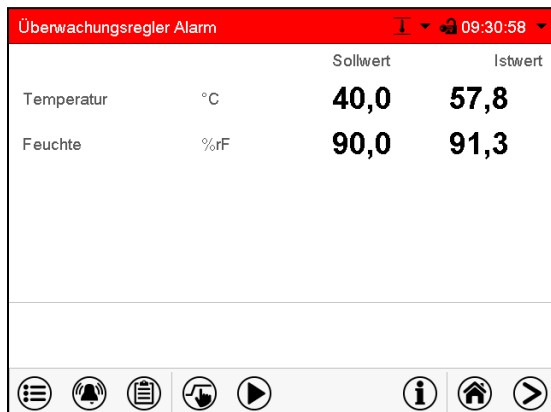 Überwachungsregler Alarm 09:30:58
Sollwert Istwert
Temperatur °C 40,0 57,8
Feuchte %rF 90,0 91,3